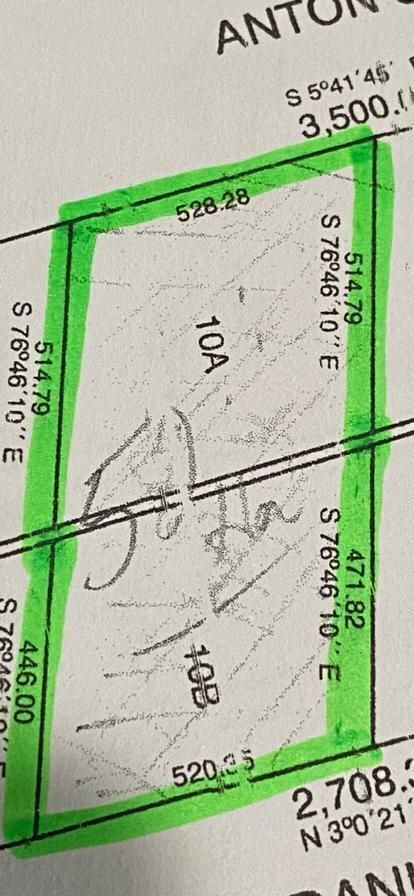 ANTON
S 5°41'45"
3,500.
528.28
514.79
S 76°46'10" E
10A
514.79
S 76°46'10" E
471.82
S 76°46'10" E
446.00
10B
2,708.
N 3°0'21"